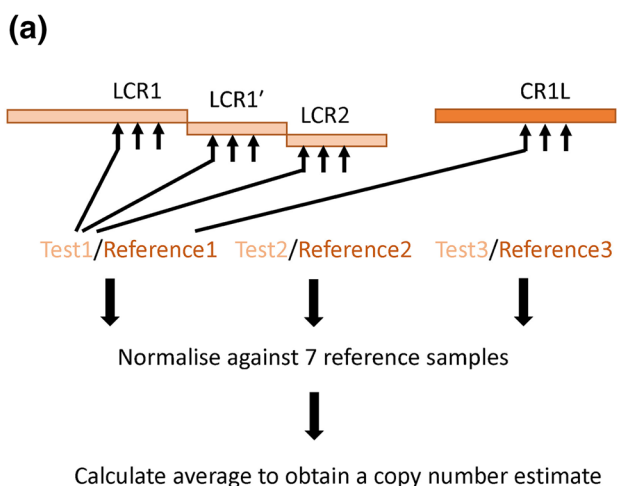 (a)
LCR1
LCR1′
LCR2
CR1L
Test1/Reference1 Test2/Reference2 Test3/Reference3
Normalise against 7 reference samples
Calculate average to obtain a copy number estimate